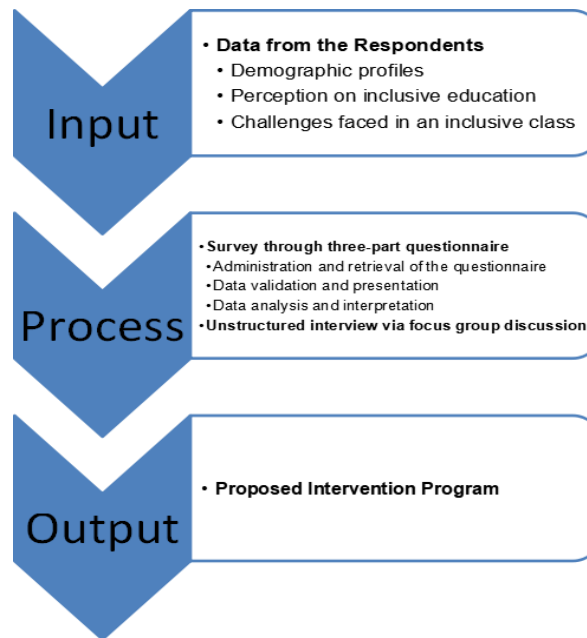 Input
• Data from the Respondents
• Demographic profiles
• Perception on inclusive education
• Challenges faced in an inclusive class
Process
• Survey through three-part questionnaire
• Administration and retrieval of the questionnaire
• Data validation and presentation
• Data analysis and interpretation
• Unstructured interview via focus group discussion
Output
• Proposed Intervention Program